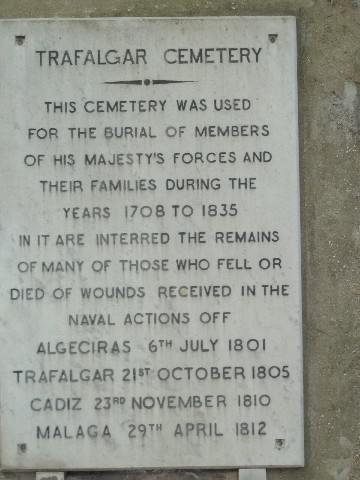 TRAFALGAR CEMETERY
THIS CEMETERY WAS USED
FOR THE BURIAL OF MEMBERS
OF HIS MAJESTY'S FORCES AND
THEIR FAMILIES DURING THE
YEARS 1708 TO 1835
IN IT ARE INTERRED THE REMAINS
OF MANY OF THOSE WHO FELL OR
DIED OF WOUNDS RECEIVED IN THE
NAVAL ACTIONS OFF
ALGECIRAS 6TH JULY 1801
TRAFALGAR 21ST OCTOBER 1805
CADIZ 23RD NOVEMBER 1810
MALAGA 29TH APRIL 1812